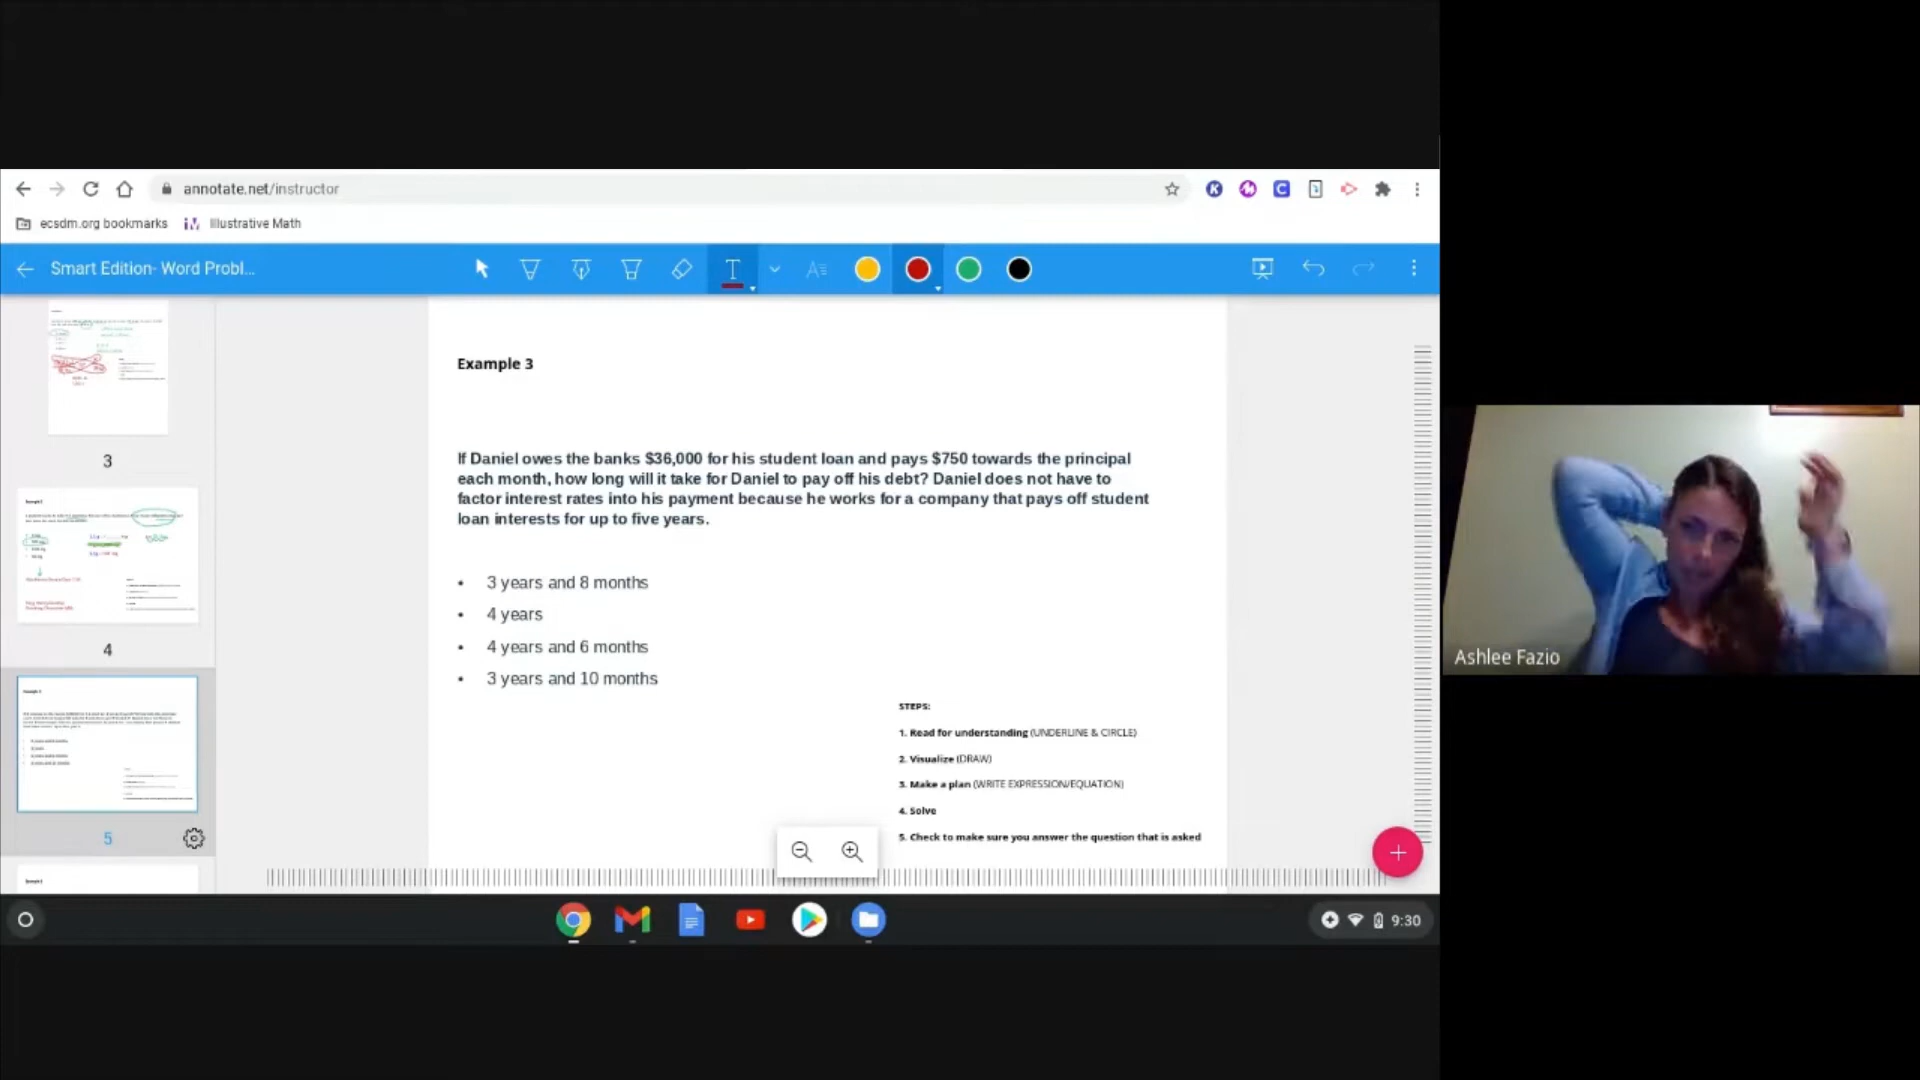 annotate.net/instructor
ecsdm.org bookmarks
Illustrative Math
Smart Edition- Word Probl...
3
4
5
Example 3
If Daniel owes the banks $36,000 for his student loan and pays $750 towards the principal
each month, how long will it take for Daniel to pay off his debt? Daniel does not have to
factor interest rates into his payment because he works for a company that pays off student
loan interests for up to five years.
• 3 years and 8 months
• 4 years
• 4 years and 6 months
• 3 years and 10 months
STEPS:
1. Read for understanding (UNDERLINE & CIRCLE)
2. Visualize (DRAW)
3. Make a plan (WRITE EXPRESSION/EQUATION)
4. Solve
5. Check to make sure you answer the question that is asked
9:30
Ashlee Fazio